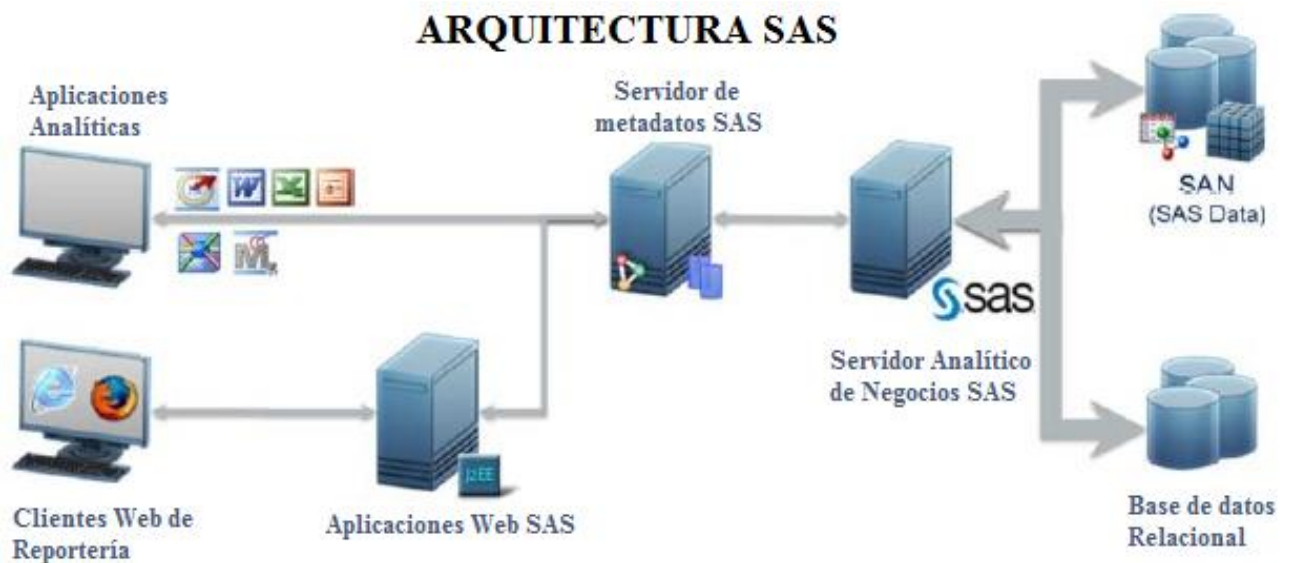 ARQUITECTURA SAS
Aplicaciones
Analíticas
Servidor de
metadatos SAS
SAN
(SAS Data)
sas
Servidor Analítico
de Negocios SAS
J2EE
Clientes Web de
Reportería
Aplicaciones Web SAS
Base de datos
Relacional